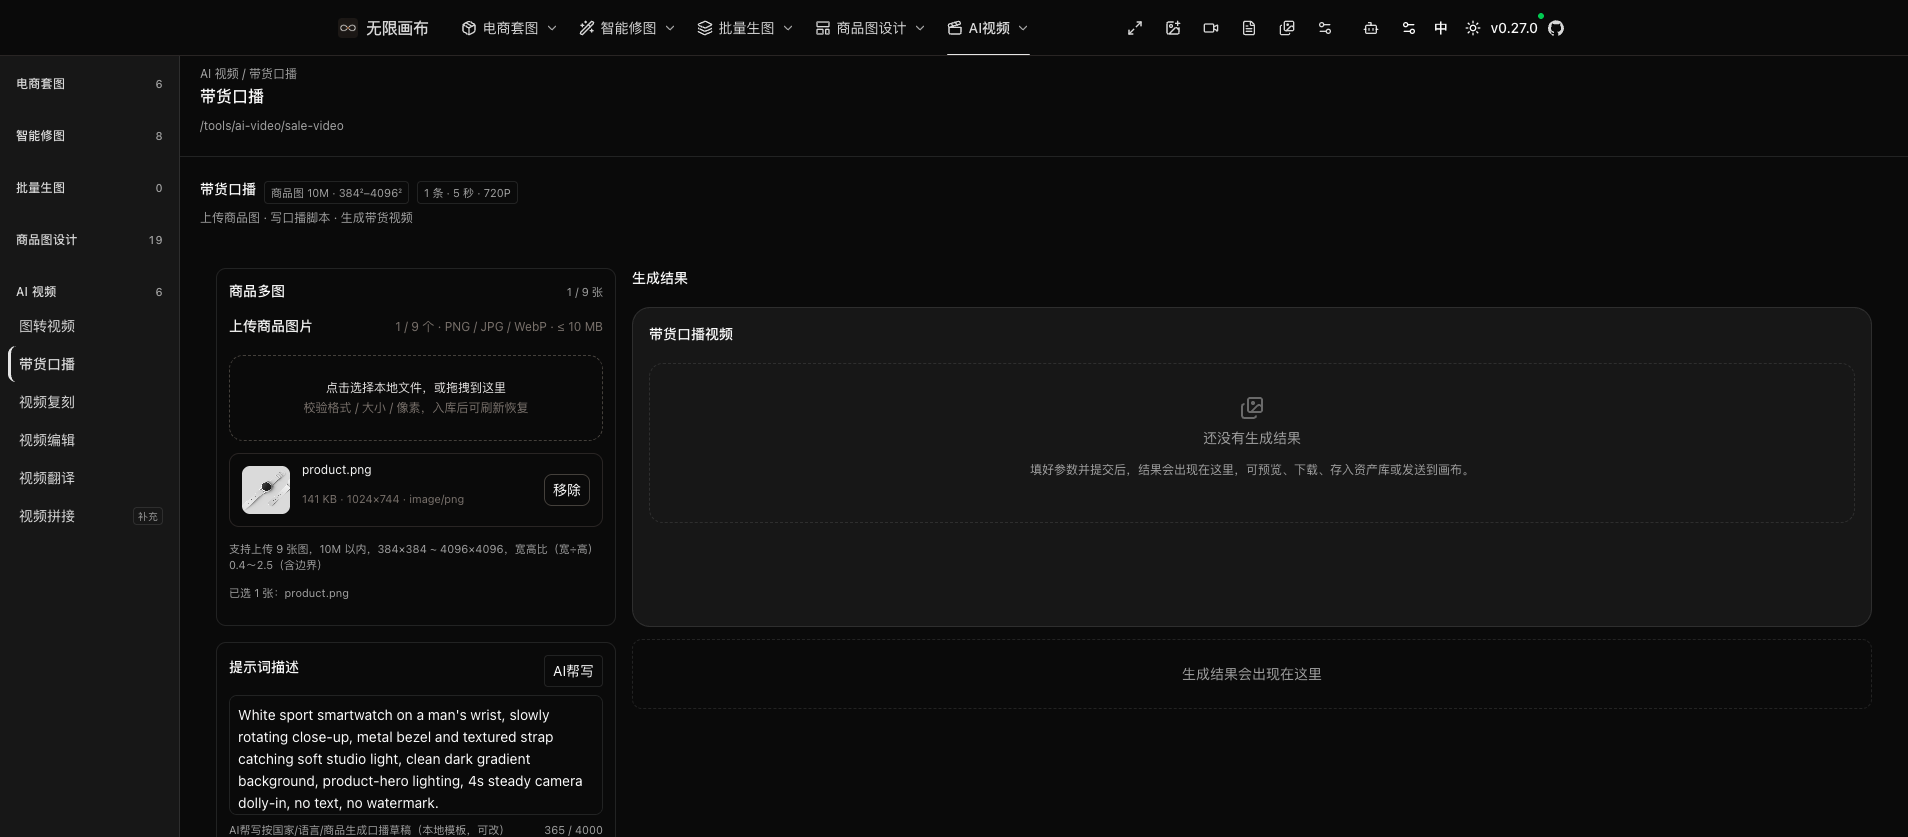 无限画布
电商套图
智能修图
批量生图
商品图设计
AI视频
中
v0.27.0
电商套图 6
智能修图 8
批量生图 0
商品图设计 19
AI 视频 6
图转视频
带货口播
视频复刻
视频编辑
视频翻译
视频拼接 补充
AI 视频 / 带货口播
带货口播
/tools/ai-video/sale-video
带货口播 商品图 10M · 384²–4096² 1 条 · 5 秒 · 720P
上传商品图 · 写口播脚本 · 生成带货视频
商品多图 1 / 9 张
上传商品图片 1 / 9 个 · PNG / JPG / WebP · ≤ 10 MB
点击选择本地文件，或拖拽到这里
校验格式 / 大小 / 像素，入库后可刷新恢复
product.png
141 KB · 1024×744 · image/png
移除
支持上传 9 张图，10M 以内，384×384 ~ 4096×4096，宽高比（宽÷高）
0.4～2.5（含边界）
已选 1 张：product.png
提示词描述 AI帮写
White sport smartwatch on a man's wrist, slowly
rotating close-up, metal bezel and textured strap
catching soft studio light, clean dark gradient
background, product-hero lighting, 4s steady camera
dolly-in, no text, no watermark.
AI帮写按国家/语言/商品生成口播草稿（本地模板，可改） 365 / 4000
生成结果
带货口播视频
还没有生成结果
填好参数并提交后，结果会出现在这里，可预览、下载、存入资产库或发送到画布。
生成结果会出现在这里